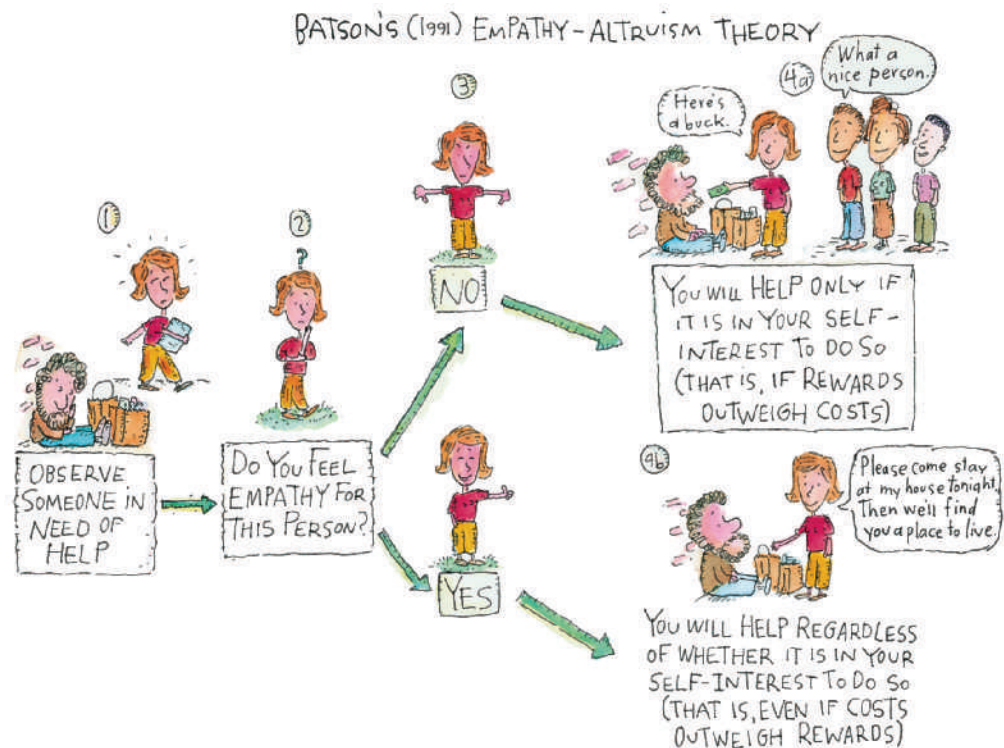 BATSON'S (1991) EMPATHY-ALTRUISM THEORY
1
OBSERVE
SOMEONE IN
NEED OF
HELP
2
?
DO YOU FEEL
EMPATHY FOR
THIS PERSON?
3
NO
YES
4a
Here's
a buck.
What a
nice person.
YOU WILL HELP ONLY IF
IT IS IN YOUR SELF-
INTEREST TO DO SO
(THAT IS, IF REWARDS
OUTWEIGH COSTS)
4b
Please come stay
at my house tonight.
Then we'll find
you a place to live.
YOU WILL HELP REGARDLESS
OF WHETHER IT IS IN YOUR
SELF-INTEREST TO DO SO
(THAT IS, EVEN IF COSTS
OUTWEIGH REWARDS)